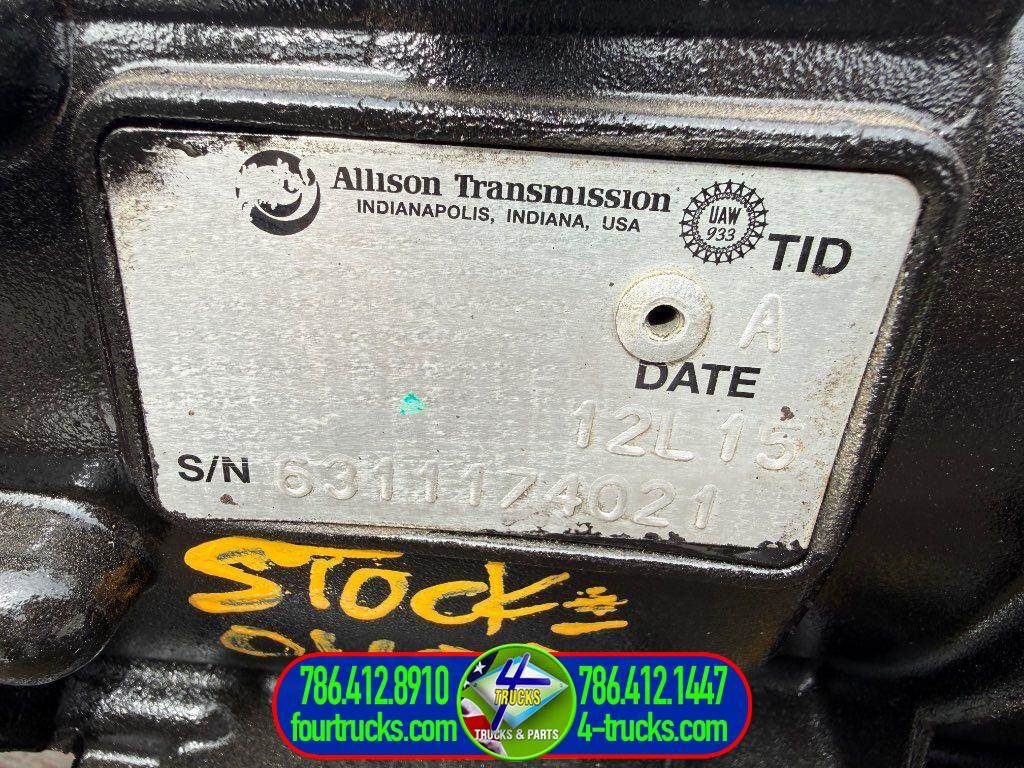 Allison Transmission
INDIANAPOLIS, INDIANA, USA
UAW
933
TID
A
DATE
12L15
S/N 6311174021
STOCK#
786.412.8910
fourtrucks.com
4
TRUCKS
TRUCKS & PARTS
786.412.1447
4-trucks.com